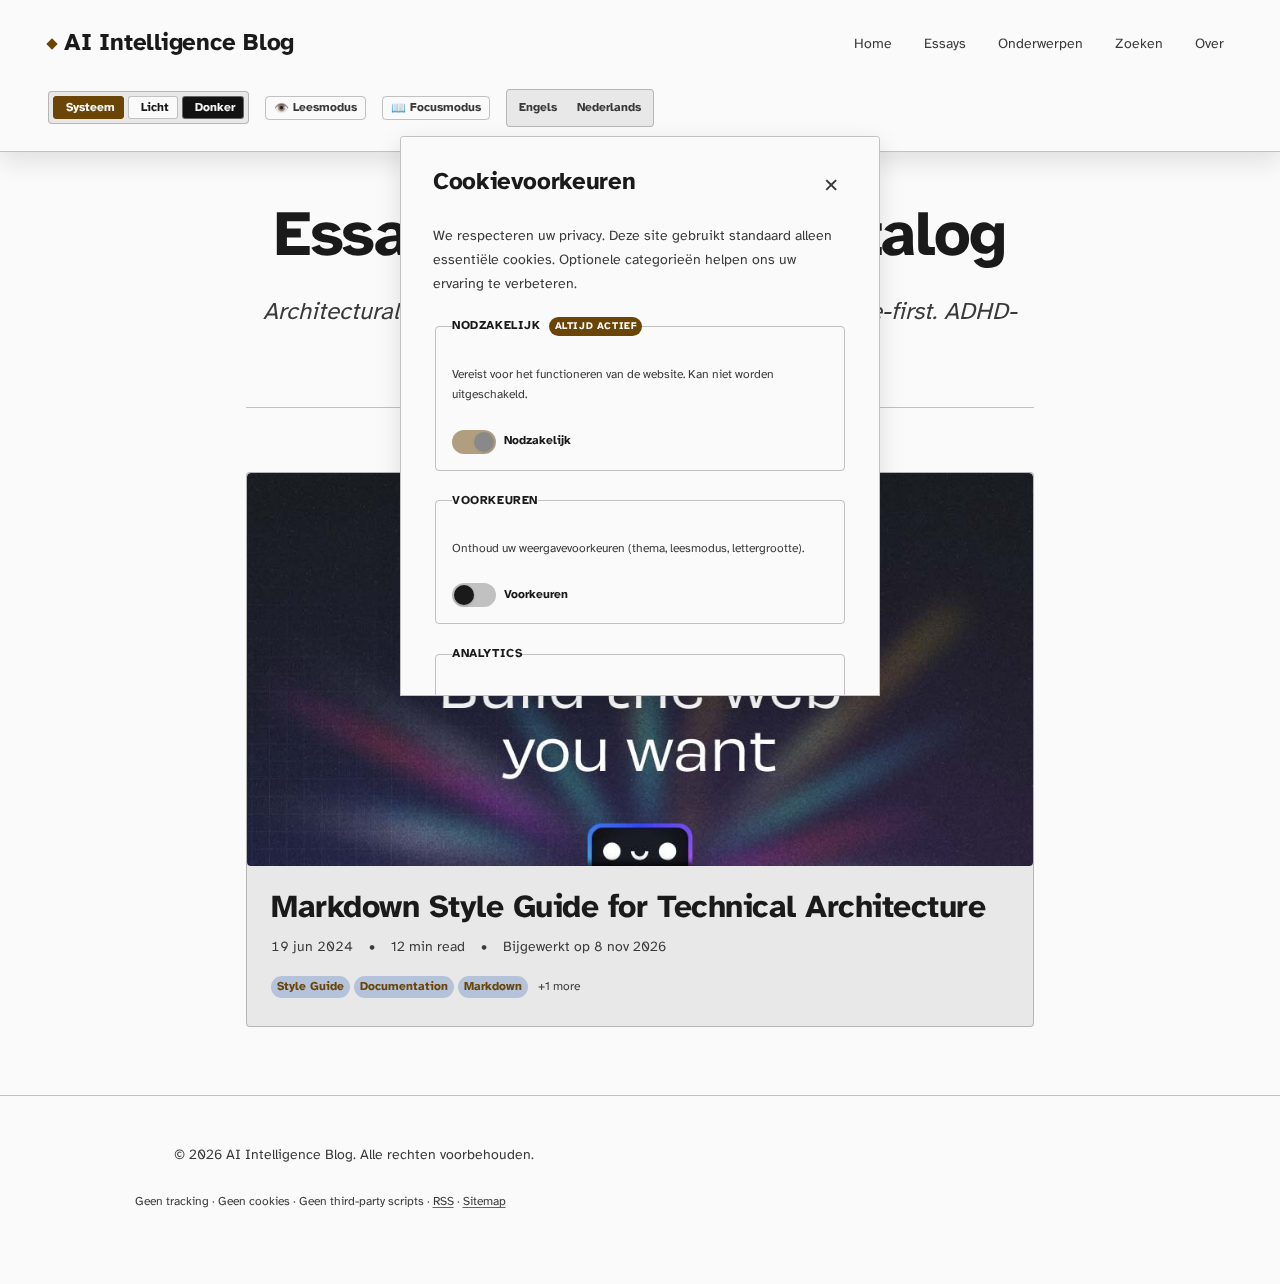 AI Intelligence Blog
Home Essays Onderwerpen Zoeken Over
Systeem Licht Donker 👁️ Leesmodus 📖 Focusmodus Engels Nederlands
Cookievoorkeuren ✕
We respecteren uw privacy. Deze site gebruikt standaard alleen
essentiële cookies. Optionele categorieën helpen ons uw
ervaring te verbeteren.
NODZAKELIJK ALTIJD ACTIEF
Vereist voor het functioneren van de website. Kan niet worden
uitgeschakeld.
Nodzakelijk
VOORKEUREN
Onthoud uw weergavevoorkeuren (thema, leesmodus, lettergrootte).
Voorkeuren
ANALYTICS
Architectural -first. ADHD-
Build the web
you want
Markdown Style Guide for Technical Architecture
19 jun 2024 • 12 min read • Bijgewerkt op 8 nov 2026
Style Guide Documentation Markdown +1 more
© 2026 AI Intelligence Blog. Alle rechten voorbehouden.
Geen tracking · Geen cookies · Geen third-party scripts · RSS · Sitemap